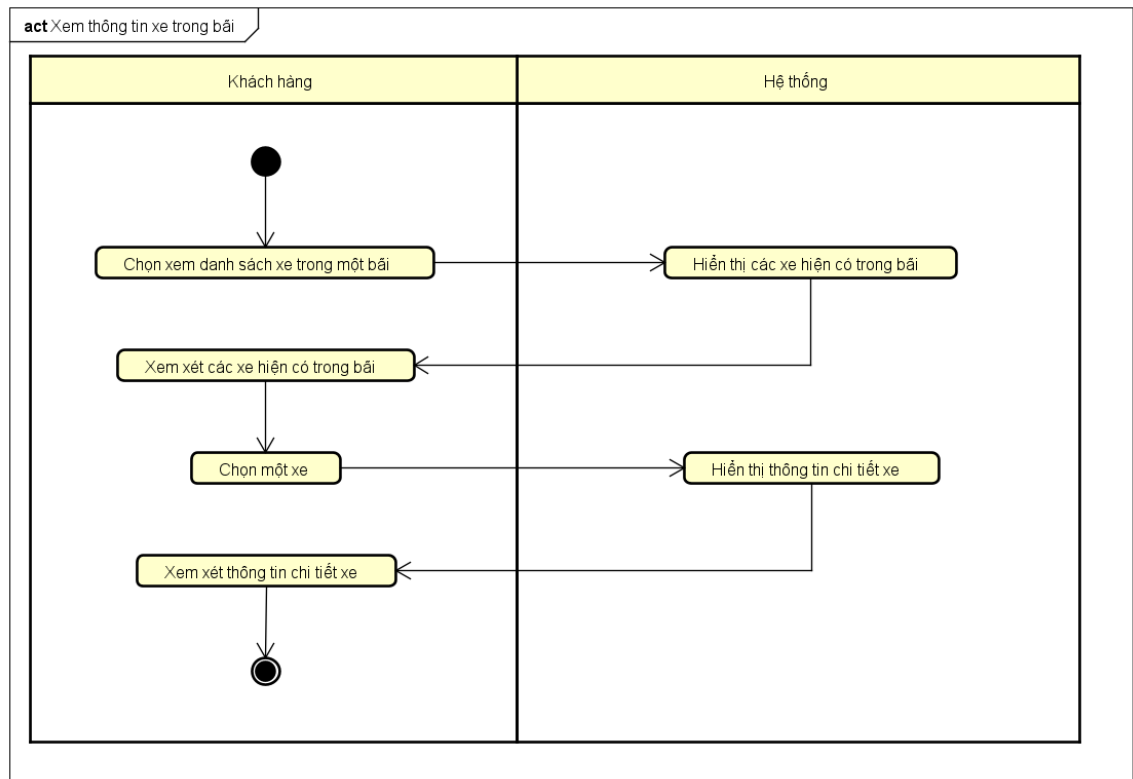 act Xem thông tin xe trong bãi
Khách hàng
Hệ thống
Chọn xem danh sách xe trong một bãi
Hiển thị các xe hiện có trong bãi
Xem xét các xe hiện có trong bãi
Chọn một xe
Hiển thị thông tin chi tiết xe
Xem xét thông tin chi tiết xe